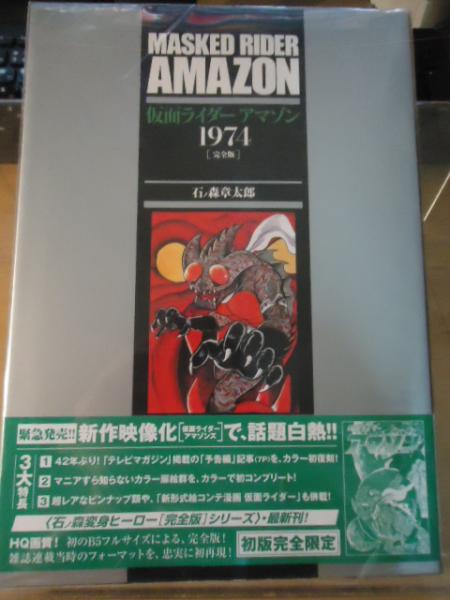 MASKED RIDER
AMAZON
仮面ライダー アマゾン
1974
[完全版]
石ノ森章太郎
緊急発売!! 新作映像化[仮面ライダーアマゾンズ]で、話題白熱!!
3大特長
1 42年ぶり!「テレビマガジン」掲載の「予告編」記事(7P)を、カラー初復刻!
2 マニアすら知らないカラー扉絵群を、カラーで初コンプリート!
3 超レアなピンナップ類や、「新形式絵コンテ漫画 仮面ライダー」も併載!
〈石ノ森変身ヒーロー[完全版]シリーズ〉・最新刊!
HQ画質! 初のB5フルサイズによる、完全版!
雑誌連載当時のフォーマットを、忠実に初再現!
初版完全限定
アマゾン